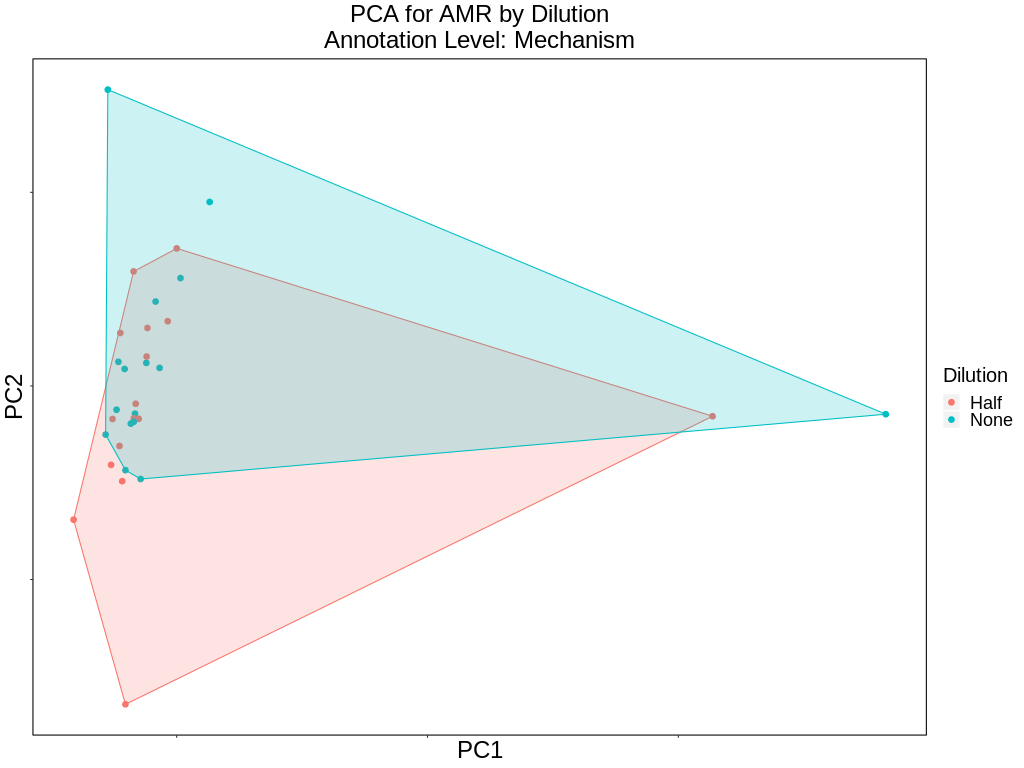 PCA for AMR by Dilution
Annotation Level: Mechanism
PC2
Dilution
Half
None
PC1